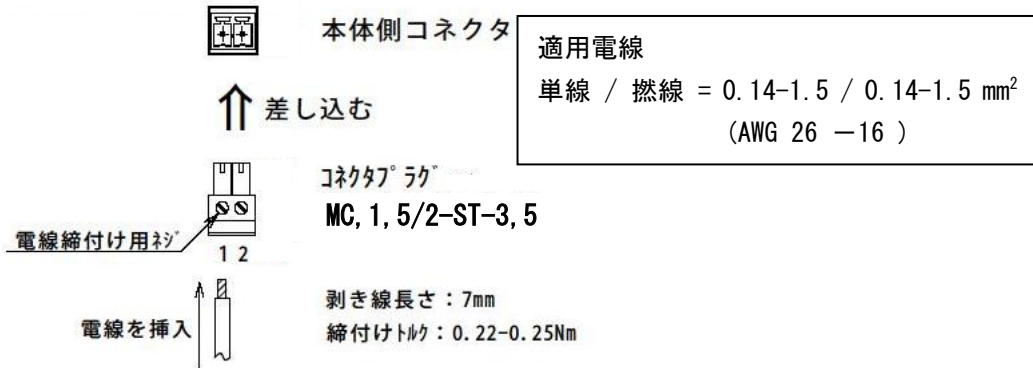 本体側コネクタ
適用電線
単線 / 撚線 = 0.14-1.5 / 0.14-1.5 mm²
(AWG 26 －16 )
差し込む
ｺﾈｸﾀﾌﾟﾗｸﾞ
MC,1,5/2-ST-3,5
電線締付け用ﾈｼﾞ
1 2
剥き線長さ：7mm
電線を挿入
締付けﾄﾙｸ：0.22-0.25Nm